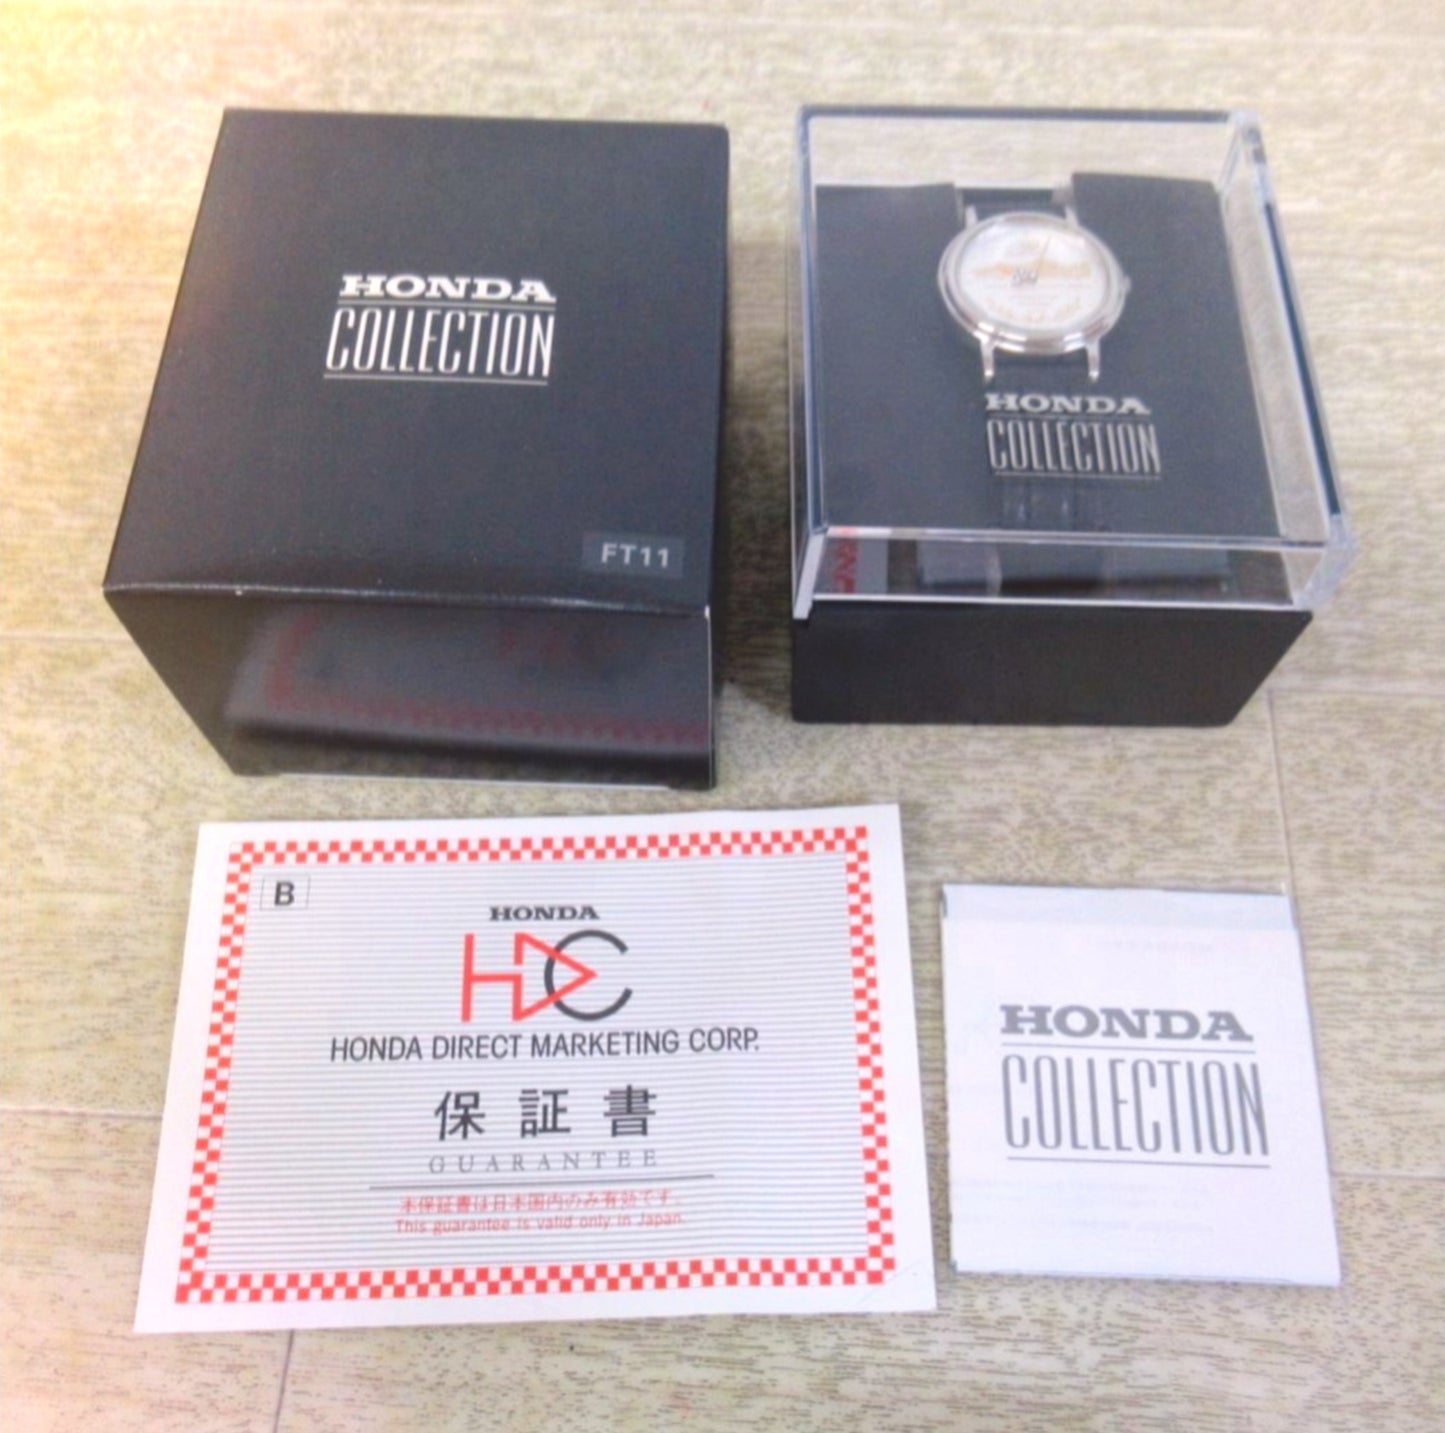 HONDA
COLLECTION
FT11
HONDA
COLLECTION
B
HONDA
HDC
HONDA DIRECT MARKETING CORP.
保証書
GUARANTEE
本保証書は日本国内のみ有効です。
This guarantee is valid only in Japan.
HONDA
COLLECTION